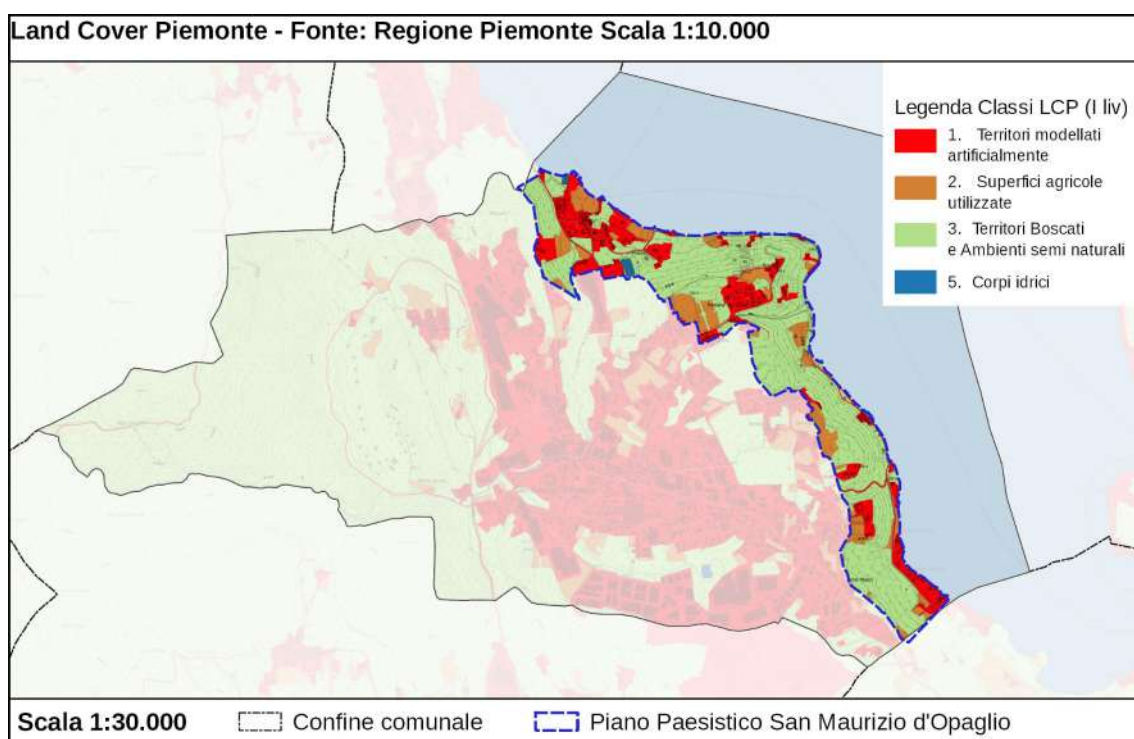 Land Cover Piemonte - Fonte: Regione Piemonte Scala 1:10.000
Legenda Classi LCP (I liv)
1. Territori modellati
artificialmente
2. Superfici agricole
utilizzate
3. Territori Boscati
e Ambienti semi naturali
5. Corpi idrici
Scala 1:30.000
Confine comunale
Piano Paesistico San Maurizio d'Opaglio